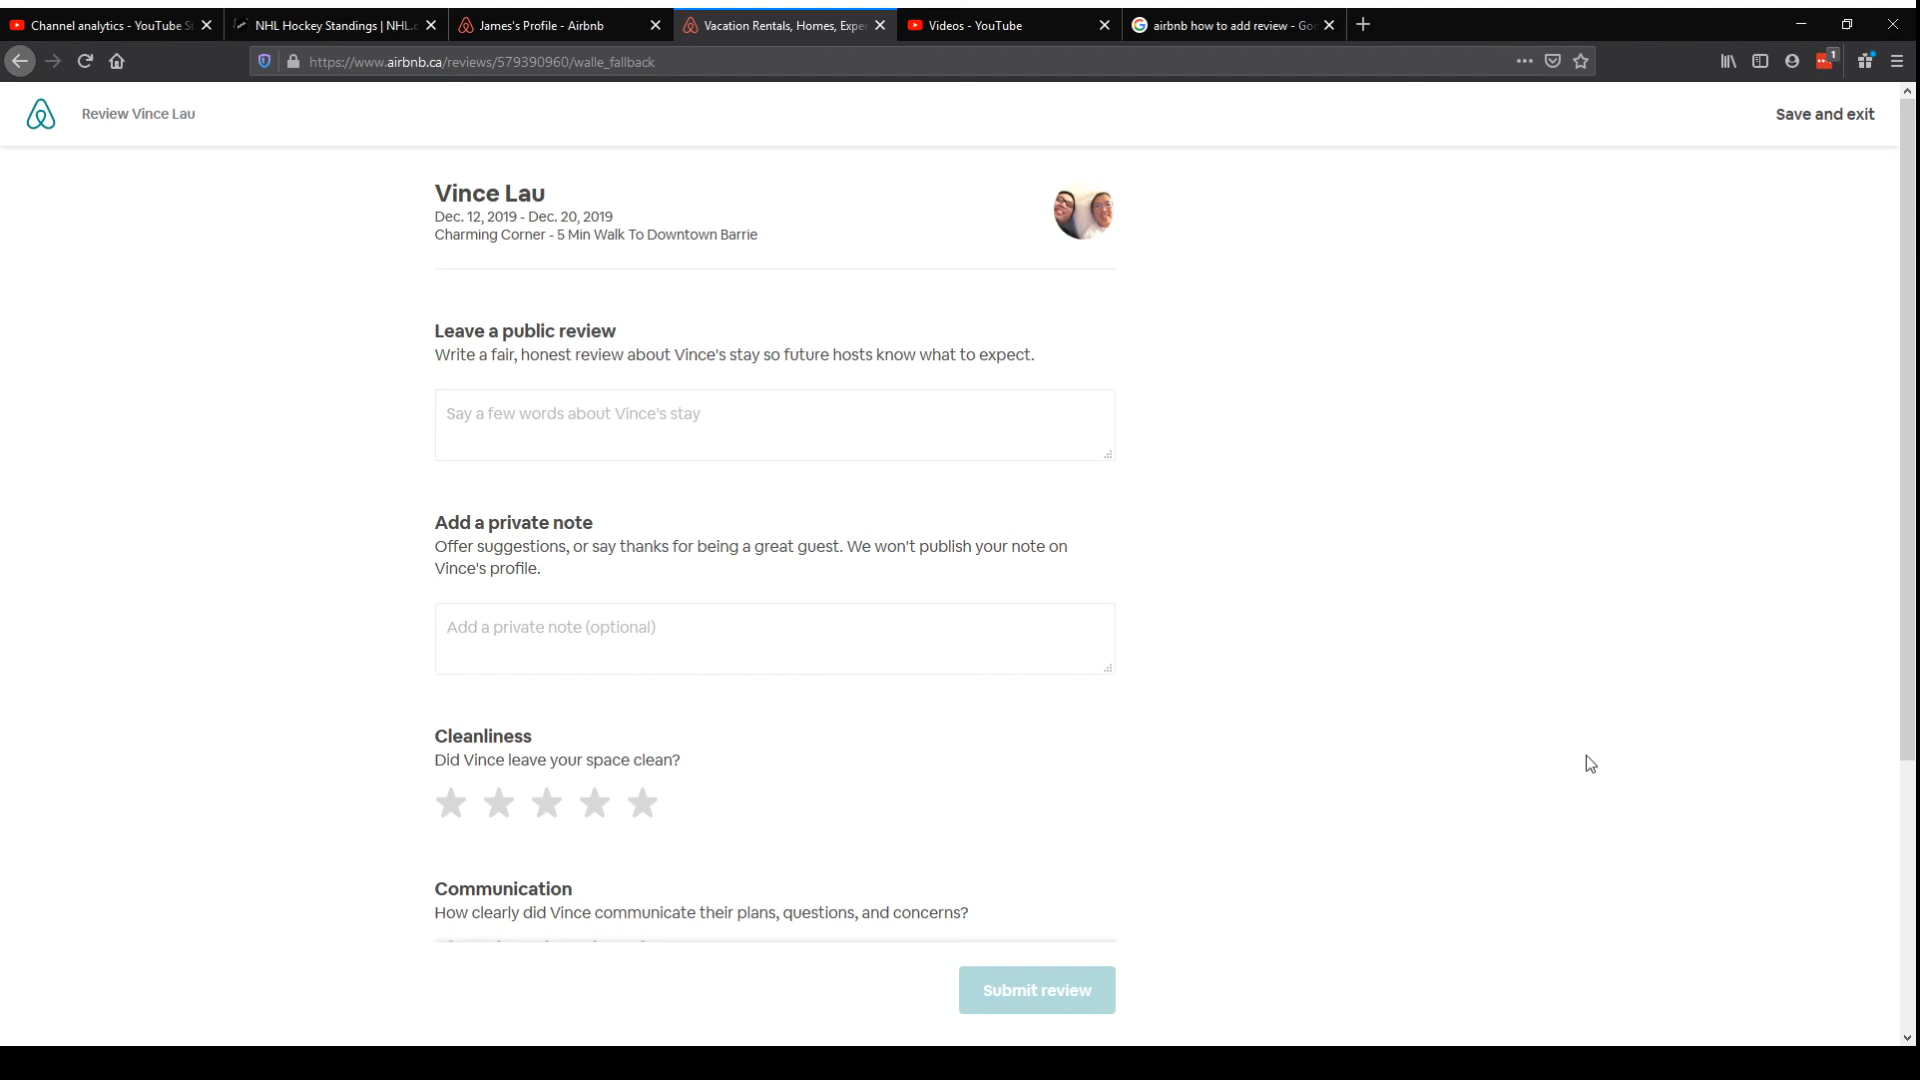 Channel analytics - YouTube S
NHL Hockey Standings | NHL.c
James's Profile - Airbnb
Vacation Rentals, Homes, Expe
Videos - YouTube
airbnb how to add review - Go
https://www.airbnb.ca/reviews/579390960/walle_fallback
1
Review Vince Lau
Save and exit
Vince Lau
Dec. 12, 2019 - Dec. 20, 2019
Charming Corner - 5 Min Walk To Downtown Barrie
Leave a public review
Write a fair, honest review about Vince's stay so future hosts know what to expect.
Say a few words about Vince's stay
Add a private note
Offer suggestions, or say thanks for being a great guest. We won't publish your note on
Vince's profile.
Add a private note (optional)
Cleanliness
Did Vince leave your space clean?
Communication
How clearly did Vince communicate their plans, questions, and concerns?
Submit review